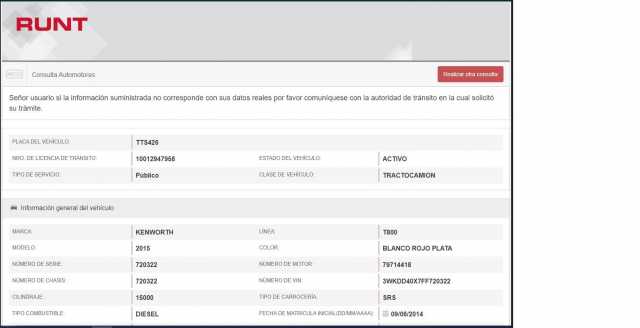 RUNT
Consulta Automotores
Realizar otra consulta
Señor usuario si la información suministrada no corresponde con sus datos reales por favor comuníquese con la autoridad de tránsito en la cual solicitó
su trámite.
PLACA DEL VEHÍCULO: TTS426
NRO. DE LICENCIA DE TRÁNSITO: 10012947958 ESTADO DEL VEHÍCULO: ACTIVO
TIPO DE SERVICIO: Público CLASE DE VEHÍCULO: TRACTOCAMION
Información general del vehículo
MARCA: KENWORTH LÍNEA: T800
MODELO: 2015 COLOR: BLANCO ROJO PLATA
NÚMERO DE SERIE: 720322 NÚMERO DE MOTOR: 79714418
NÚMERO DE CHASIS: 720322 NÚMERO DE VIN: 3WKDD40X7FF720322
CILINDRAJE: 15000 TIPO DE CARROCERÍA: SRS
TIPO COMBUSTIBLE: DIESEL FECHA DE MATRICULA INICIAL(DD/MM/AAAA): 09/06/2014